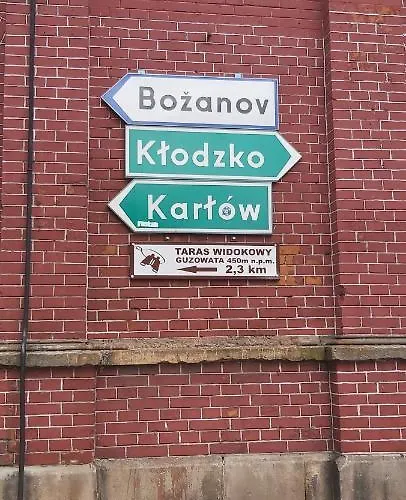 Božanov
Kłodzko
Karłów
TARAS WIDOKOWY
GUZOWATA 450m n.p.m.
2,3 km